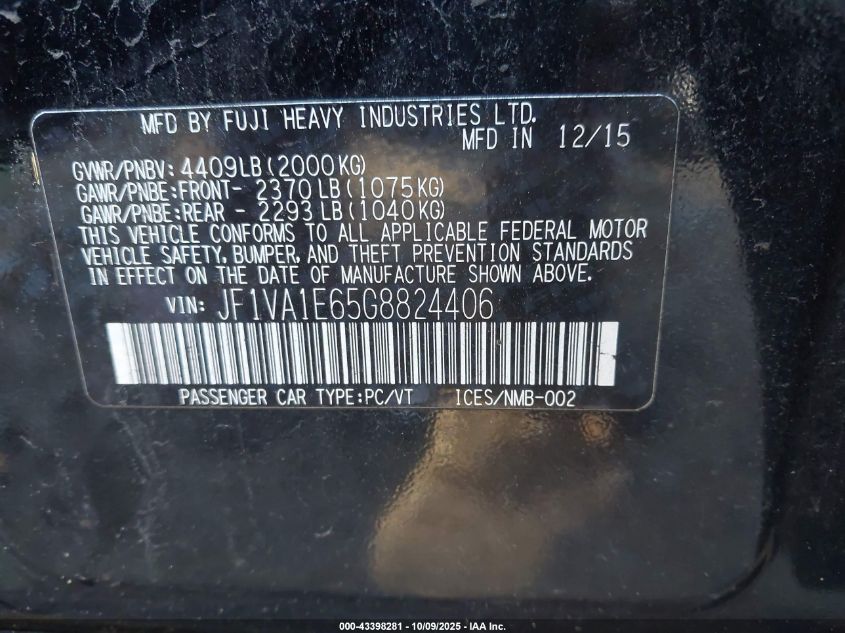 MFD BY FUJI HEAVY INDUSTRIES LTD.
MFD IN 12/15
GVWR/PNBV: 4409LB (2000KG)
GAWR/PNBE:FRONT- 2370LB (1075KG)
GAWR/PNBE:REAR - 2293LB (1040KG)
THIS VEHICLE CONFORMS TO ALL APPLICABLE FEDERAL MOTOR
VEHICLE SAFETY, BUMPER, AND THEFT PREVENTION STANDARDS
IN EFFECT ON THE DATE OF MANUFACTURE SHOWN ABOVE.
VIN: JF1VA1E65G8824406
PASSENGER CAR TYPE:PC/VT ICES/NMB-002
000-43398281 - 10/09/2025 - IAA Inc.